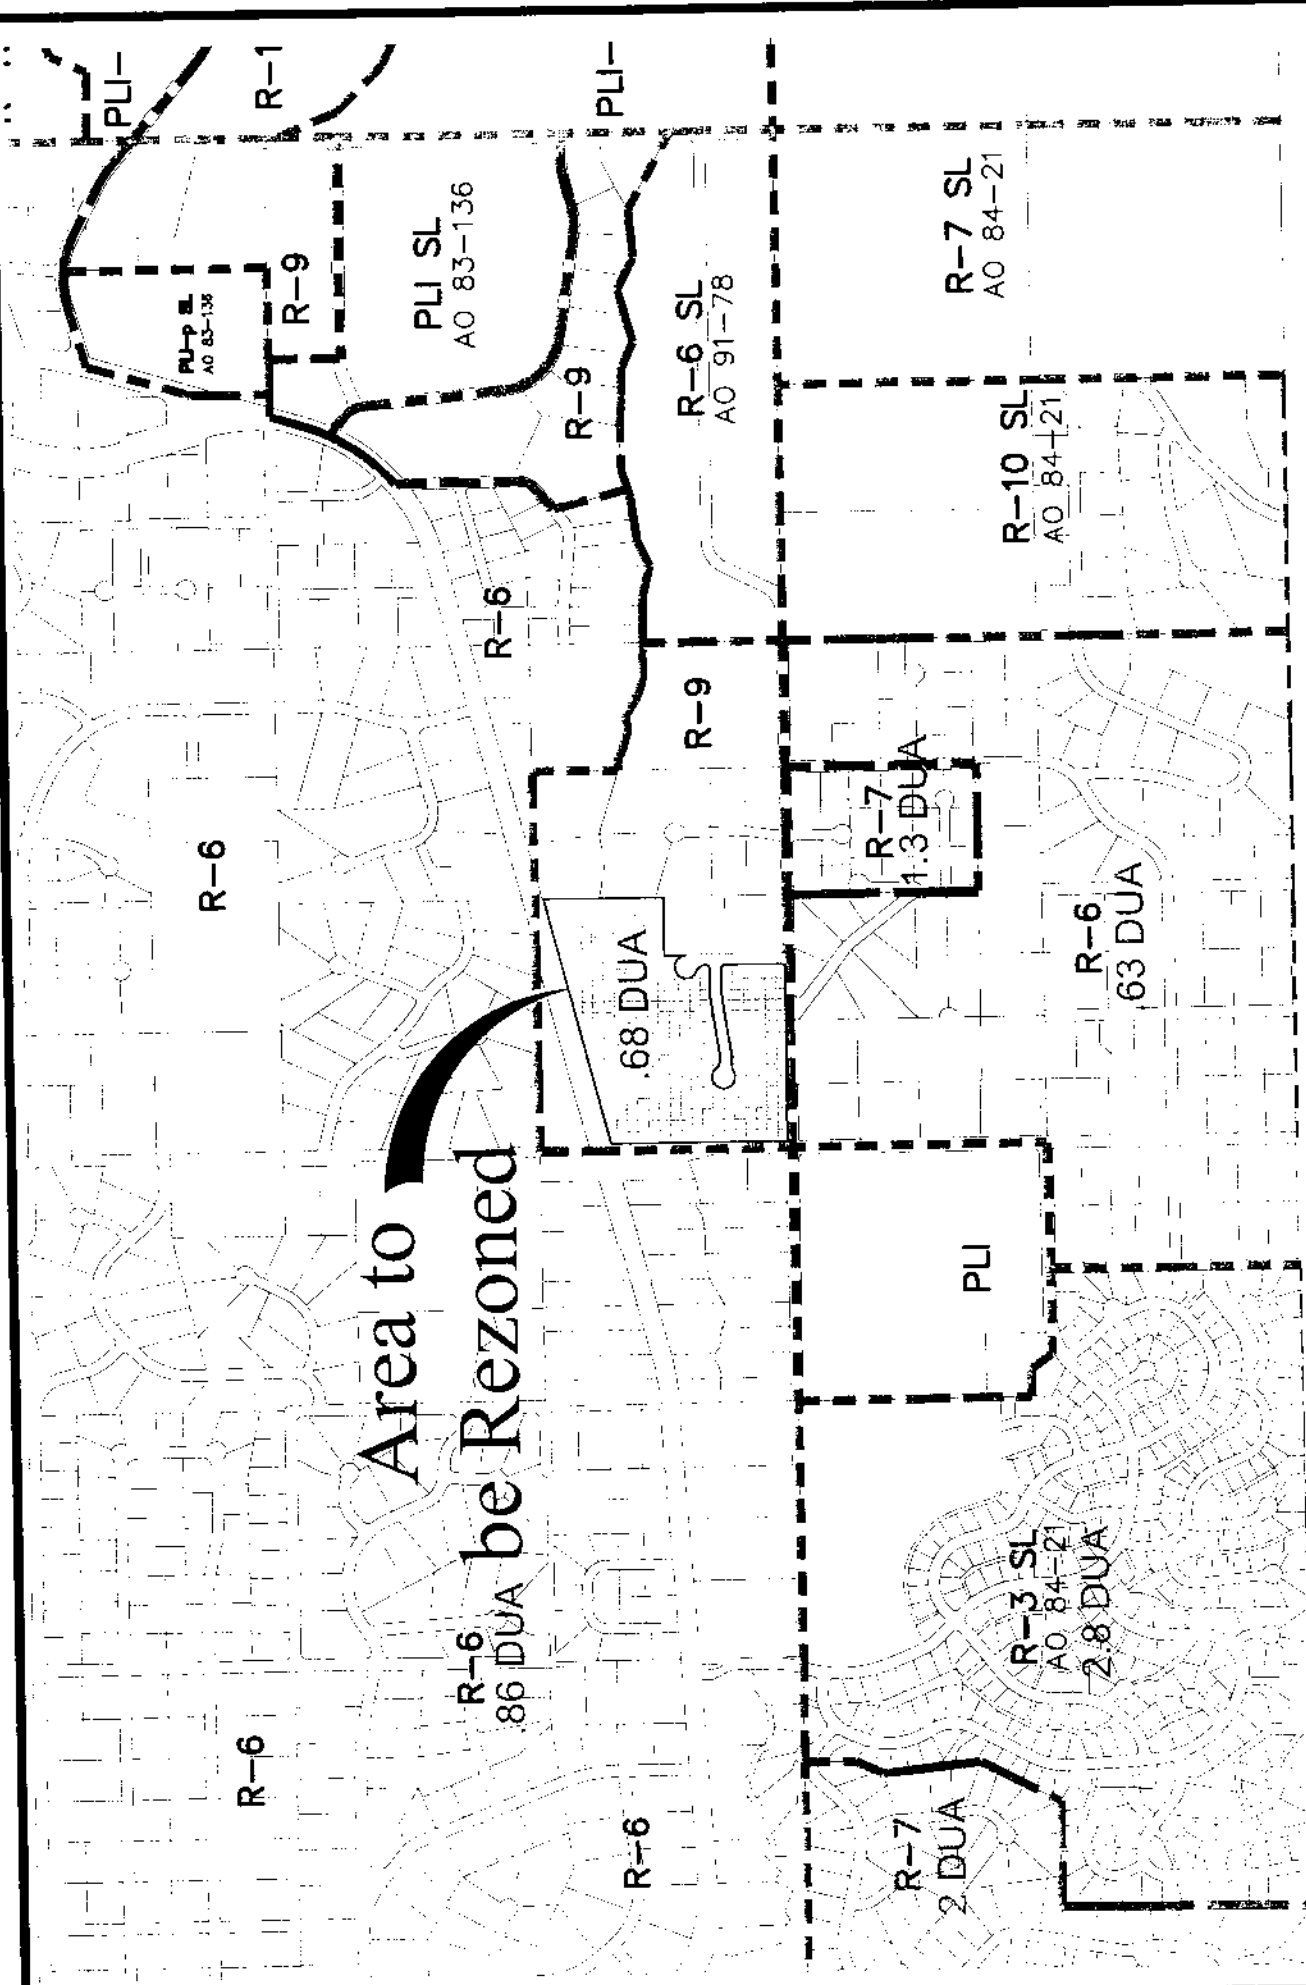 PLI-
R-1
PLI-
PLI-p SL
AO 83-136
R-9
PLI SL
AO 83-136
R-9
R-6 SL
AO 91-78
R-7 SL
AO 84-21
R-10 SL
AO 84-21
R-6
R-9
R-6
R-7
1.3 DUA
.68 DUA
R-6
.63 DUA
Area to
be Rezoned
PLI
R-6
.86 DUA
R-3 SL
AO 84-21
2.8 DUA
R-6
R-6
R-7
2 DUA